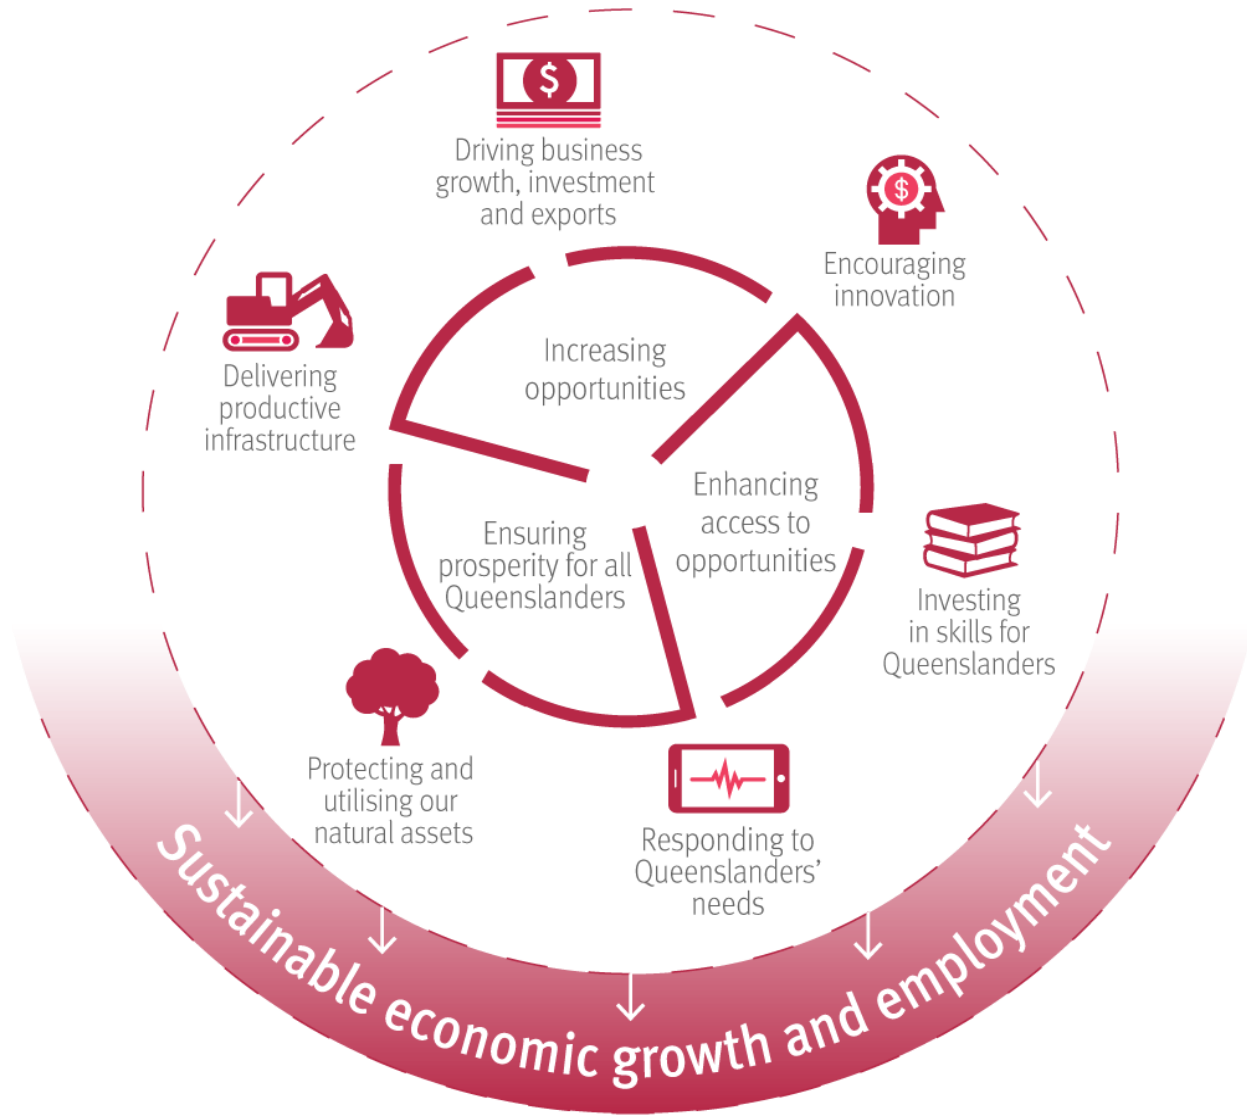 $
Driving business
growth, investment
and exports
$
Encouraging
innovation
Delivering
productive
infrastructure
Increasing
opportunities
Enhancing
access to
opportunities
Ensuring
prosperity for all
Queenslanders
Investing
in skills for
Queenslanders
Protecting and
utilising our
natural assets
Responding to
Queenslanders’
needs
Sustainable economic growth and employment